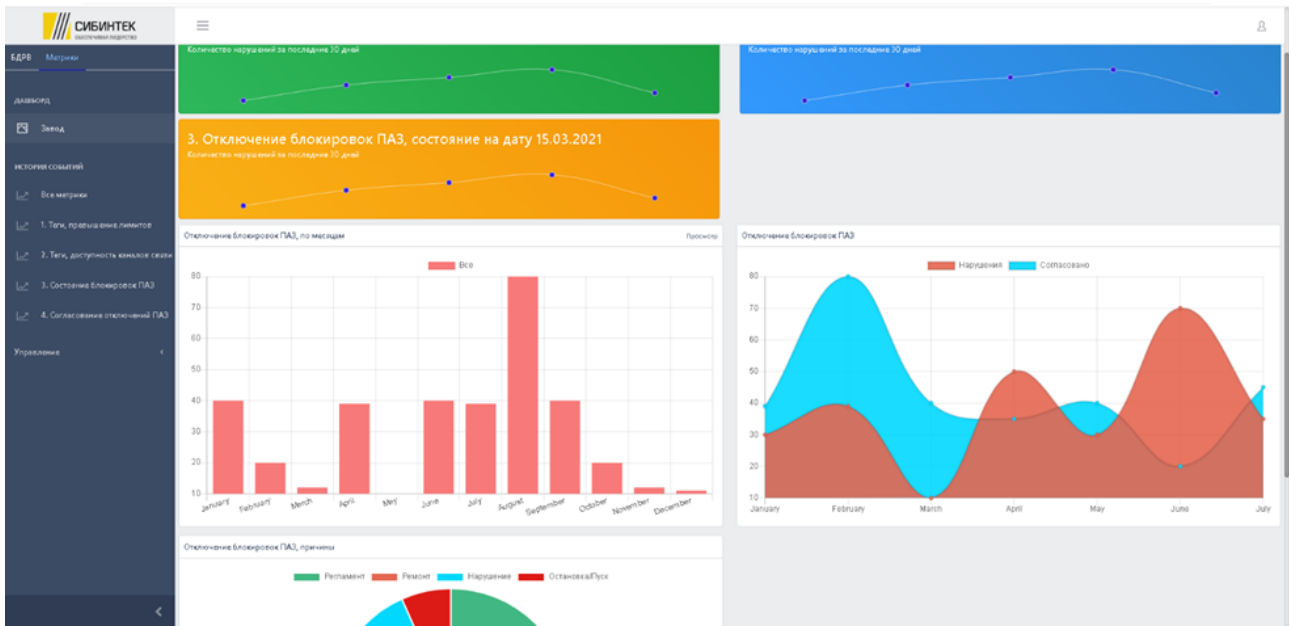 СИБИНТЕК
ОБЕСПЕЧИВАЯ ЛИДЕРСТВО
БДРВ Метрики
ДАШБОРД
Завод
ИСТОРИЯ СОБЫТИЙ
Все метрики
1. Теги, превышение лимитов
2. Теги, доступность каналов связи
3. Состояние блокировок ПАЗ
4. Согласование отключений ПАЗ
Управление
Количество нарушений за последние 30 дней
Количество нарушений за последние 30 дней
3. Отключение блокировок ПАЗ, состояние на дату 15.03.2021
Количество нарушений за последние 30 дней
Отключение блокировок ПАЗ, по месяцам Просмотр
Все
80
70
60
50
40
30
20
10
January February March April May June July August September October November December
Отключение блокировок ПАЗ
Нарушения Согласовано
80
70
60
50
40
30
20
10
January February March April May June July
Отключение блокировок ПАЗ, причины
Регламент Ремонт Нарушение Остановка/Пуск